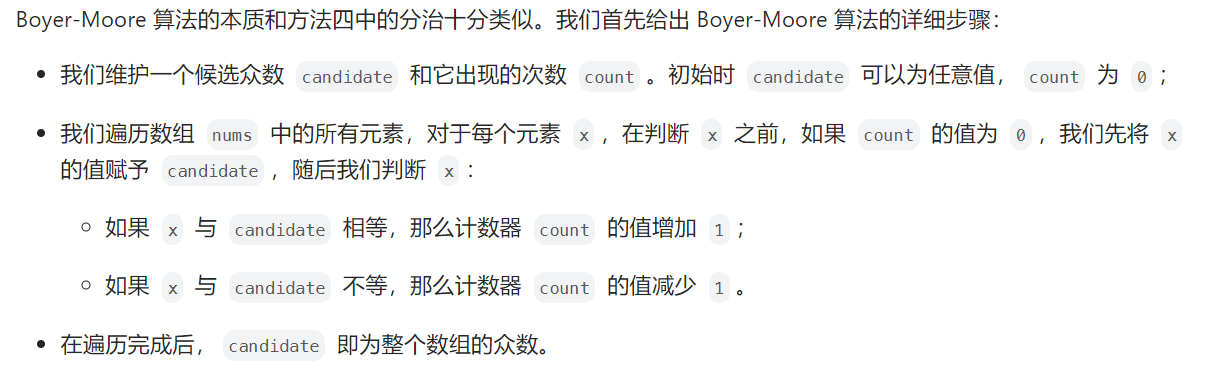 Boyer-Moore 算法的本质和方法四中的分治十分类似。我们首先给出 Boyer-Moore 算法的详细步骤：
• 我们维护一个候选众数 candidate 和它出现的次数 count 。初始时 candidate 可以为任意值， count 为 0 ；
• 我们遍历数组 nums 中的所有元素，对于每个元素 x ，在判断 x 之前，如果 count 的值为 0 ，我们先将 x
的值赋予 candidate ，随后我们判断 x ：
◦ 如果 x 与 candidate 相等，那么计数器 count 的值增加 1 ；
◦ 如果 x 与 candidate 不等，那么计数器 count 的值减少 1 。
• 在遍历完成后， candidate 即为整个数组的众数。